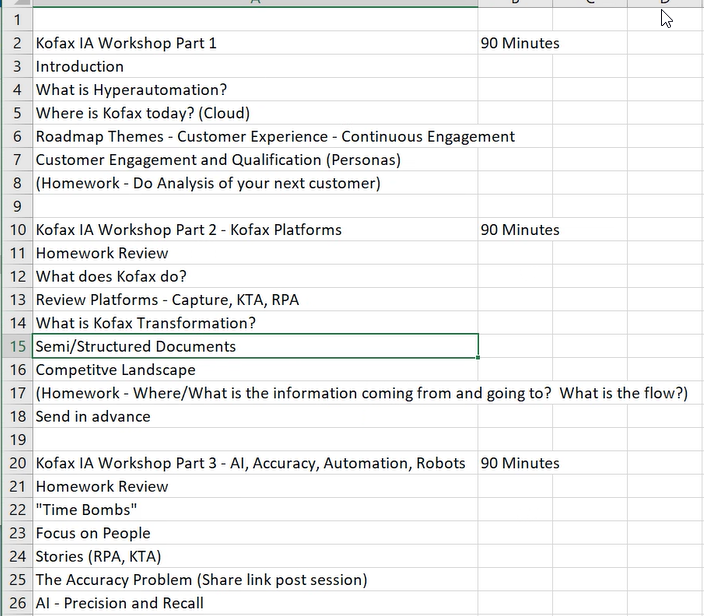 1
2 Kofax IA Workshop Part 1 90 Minutes
3 Introduction
4 What is Hyperautomation?
5 Where is Kofax today? (Cloud)
6 Roadmap Themes - Customer Experience - Continuous Engagement
7 Customer Engagement and Qualification (Personas)
8 (Homework - Do Analysis of your next customer)
9
10 Kofax IA Workshop Part 2 - Kofax Platforms 90 Minutes
11 Homework Review
12 What does Kofax do?
13 Review Platforms - Capture, KTA, RPA
14 What is Kofax Transformation?
15 Semi/Structured Documents
16 Competitve Landscape
17 (Homework - Where/What is the information coming from and going to?  What is the flow?)
18 Send in advance
19
20 Kofax IA Workshop Part 3 - AI, Accuracy, Automation, Robots 90 Minutes
21 Homework Review
22 "Time Bombs"
23 Focus on People
24 Stories (RPA, KTA)
25 The Accuracy Problem (Share link post session)
26 AI - Precision and Recall